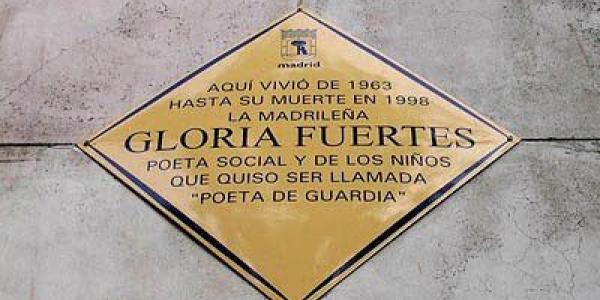 madrid
AQUÍ VIVIÓ DE 1963
HASTA SU MUERTE EN 1998
LA MADRILEÑA
GLORIA FUERTES
POETA SOCIAL Y DE LOS NIÑOS
QUE QUISO SER LLAMADA
"POETA DE GUARDIA"